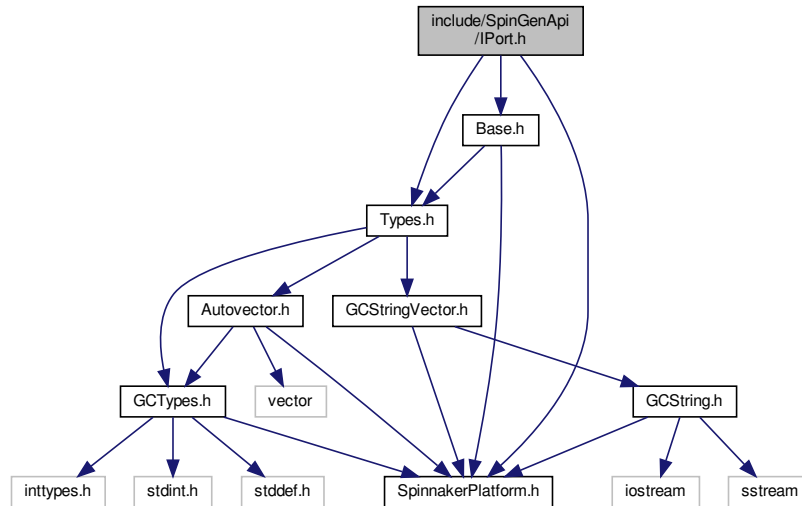 include/SpinGenApi
/IPort.h
Base.h
Types.h
Autovector.h
GCStringVector.h
GCTypes.h
vector
GCString.h
inttypes.h
stdint.h
stddef.h
SpinnakerPlatform.h
iostream
sstream